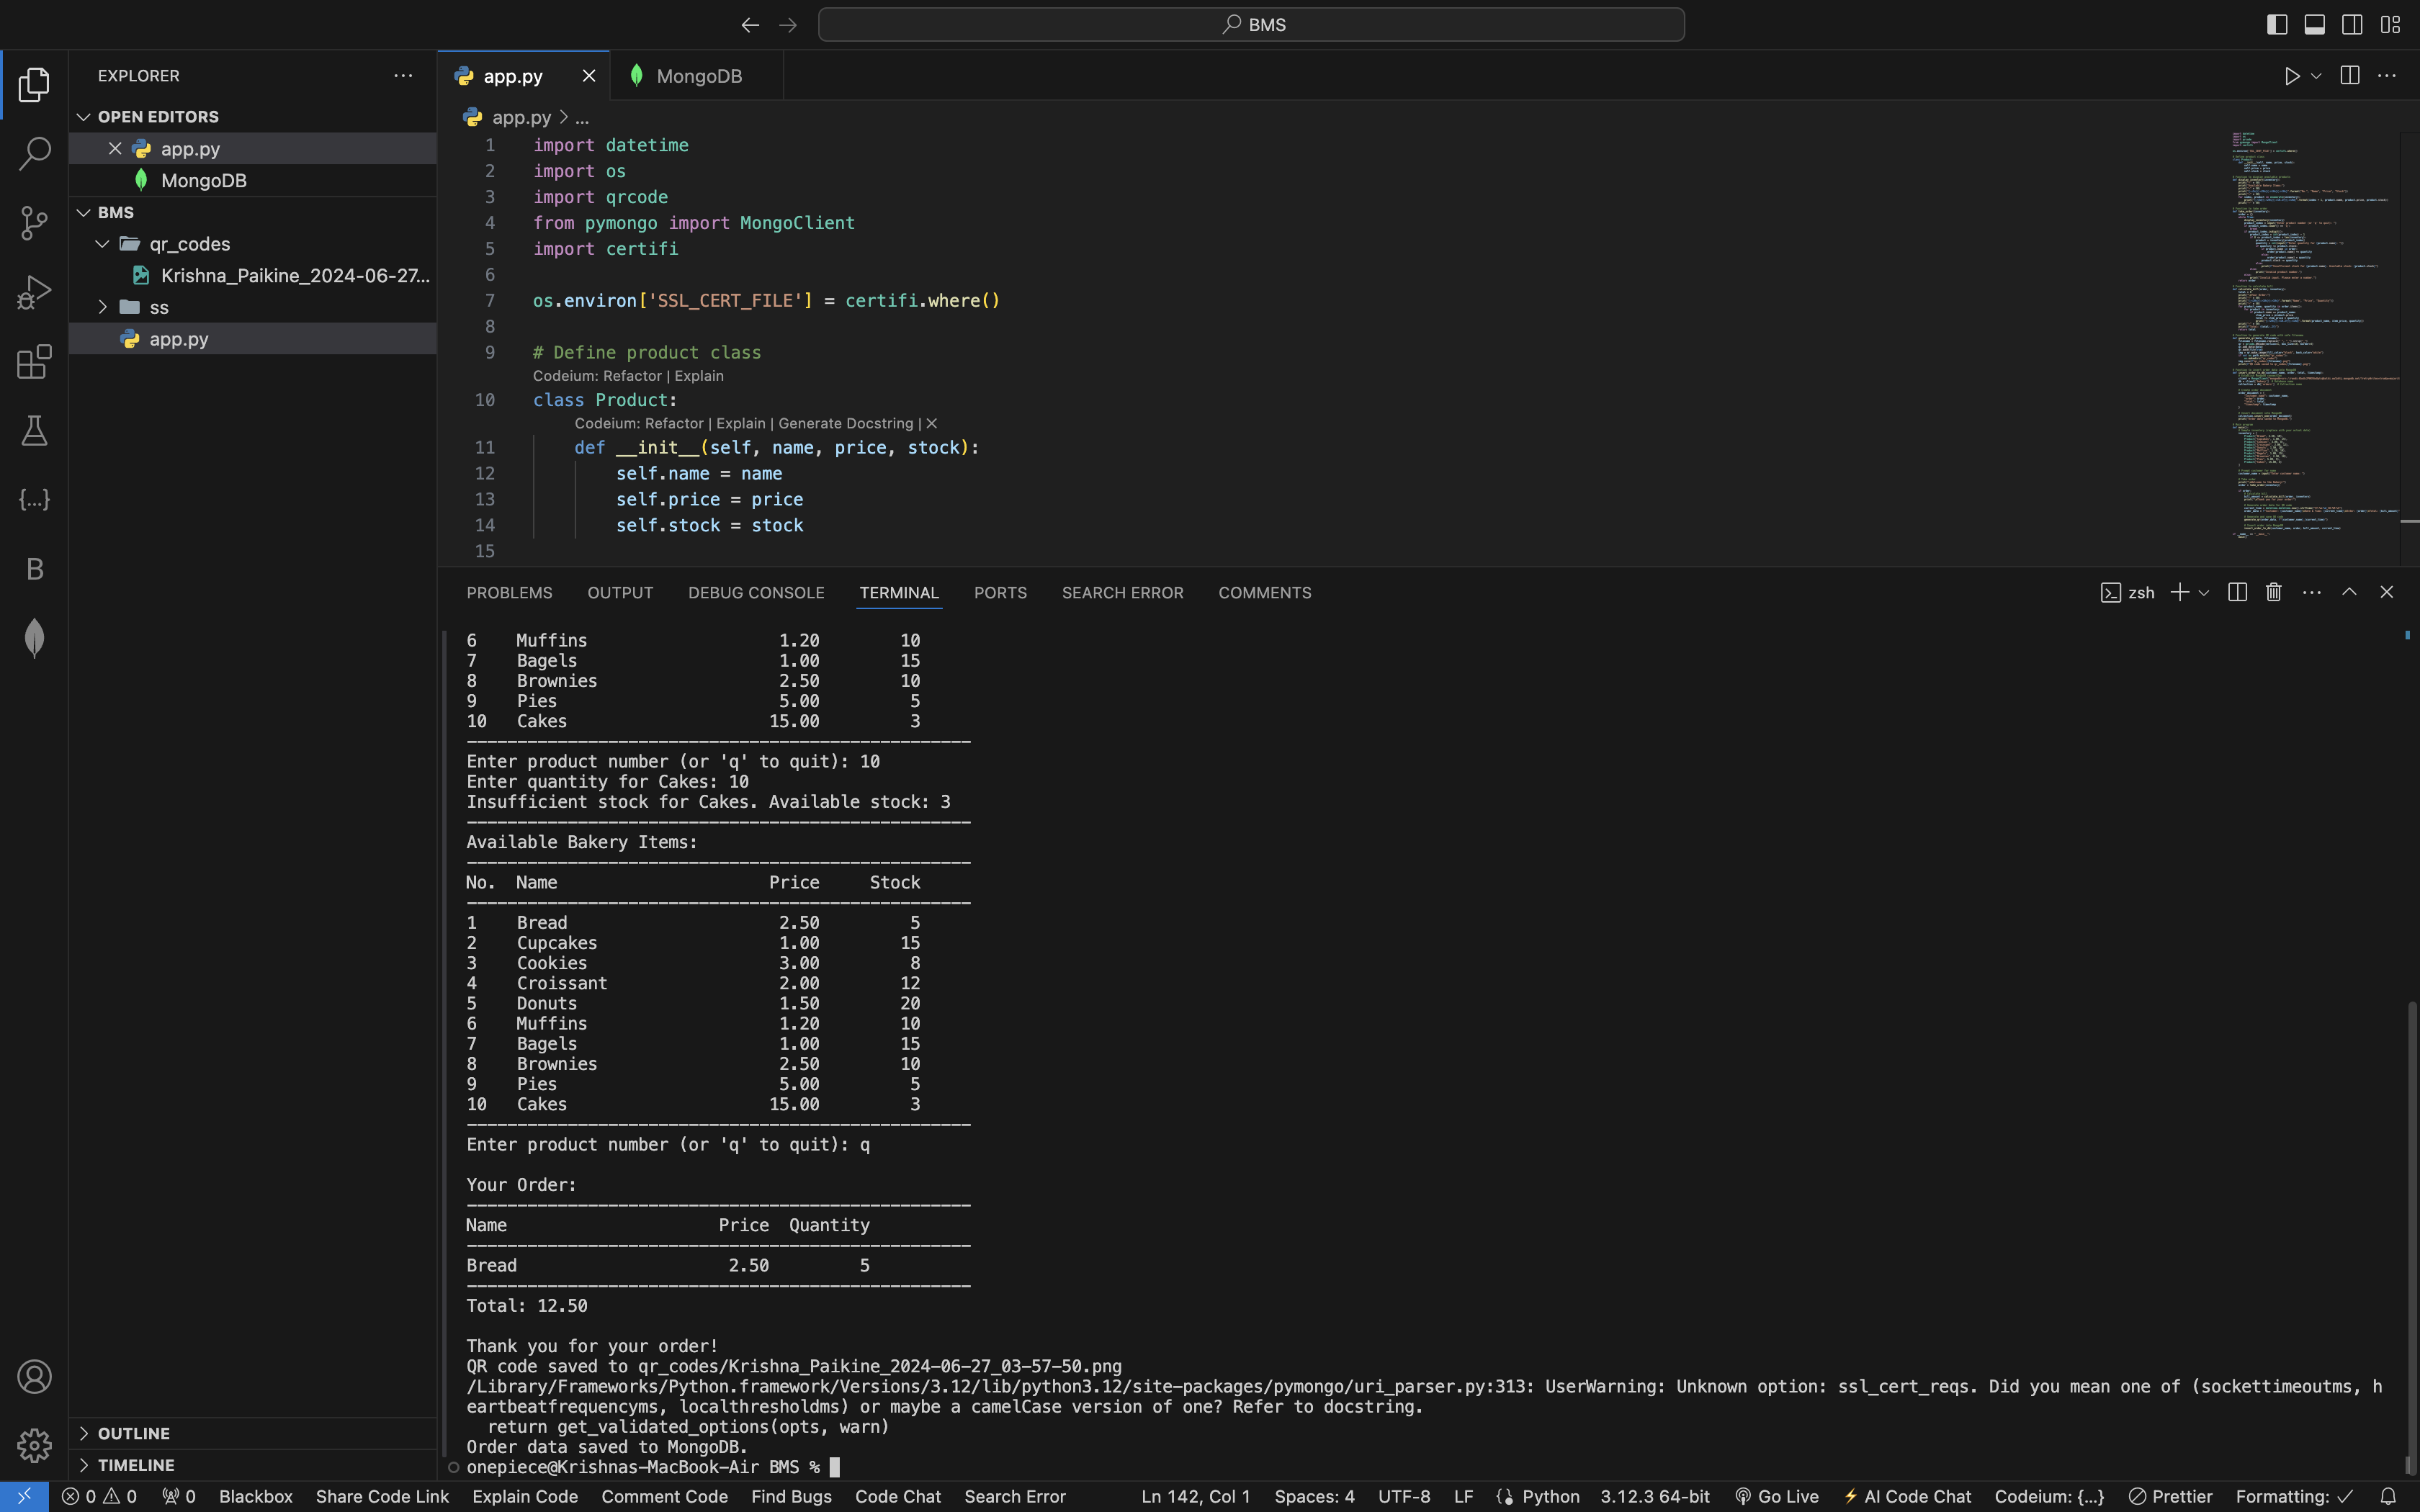 BMS
EXPLORER
OPEN EDITORS
app.py
MongoDB
BMS
qr_codes
Krishna_Paikine_2024-06-27...
ss
app.py
OUTLINE
TIMELINE
app.py
MongoDB
app.py > ...
1 import datetime
2 import os
3 import qrcode
4 from pymongo import MongoClient
5 import certifi
6
7 os.environ['SSL_CERT_FILE'] = certifi.where()
8
9 # Define product class
Codeium: Refactor | Explain
10 class Product:
Codeium: Refactor | Explain | Generate Docstring | ×
11 def __init__(self, name, price, stock):
12 self.name = name
13 self.price = price
14 self.stock = stock
15
PROBLEMS OUTPUT DEBUG CONSOLE TERMINAL PORTS SEARCH ERROR COMMENTS
zsh
6 Muffins 1.20 10
7 Bagels 1.00 15
8 Brownies 2.50 10
9 Pies 5.00 5
10 Cakes 15.00 3
--------------------------------------------------
Enter product number (or 'q' to quit): 10
Enter quantity for Cakes: 10
Insufficient stock for Cakes. Available stock: 3
--------------------------------------------------
Available Bakery Items:
--------------------------------------------------
No. Name Price Stock
--------------------------------------------------
1 Bread 2.50 5
2 Cupcakes 1.00 15
3 Cookies 3.00 8
4 Croissant 2.00 12
5 Donuts 1.50 20
6 Muffins 1.20 10
7 Bagels 1.00 15
8 Brownies 2.50 10
9 Pies 5.00 5
10 Cakes 15.00 3
--------------------------------------------------
Enter product number (or 'q' to quit): q
Your Order:
--------------------------------------------------
Name Price Quantity
--------------------------------------------------
Bread 2.50 5
--------------------------------------------------
Total: 12.50
Thank you for your order!
QR code saved to qr_codes/Krishna_Paikine_2024-06-27_03-57-50.png
/Library/Frameworks/Python.framework/Versions/3.12/lib/python3.12/site-packages/pymongo/uri_parser.py:313: UserWarning: Unknown option: ssl_cert_reqs. Did you mean one of (sockettimeoutms, h
eartbeatfrequencyms, localthresholdms) or maybe a camelCase version of one? Refer to docstring.
return get_validated_options(opts, warn)
Order data saved to MongoDB.
onepiece@Krishnas-MacBook-Air BMS %
0 0 0 Blackbox Share Code Link Explain Code Comment Code Find Bugs Code Chat Search Error Ln 142, Col 1 Spaces: 4 UTF-8 LF Python 3.12.3 64-bit Go Live AI Code Chat Codeium: {...} Prettier Formatting: ✓